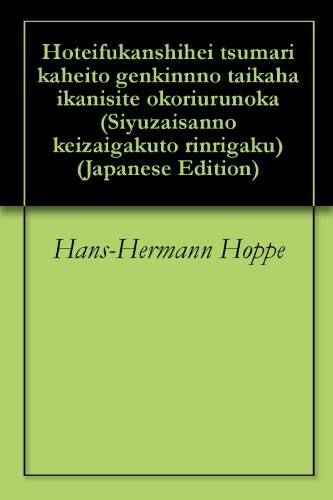 Hoteifukanshihei tsumari
kaheito genkinnno taikaha
ikanisite okoriurunoka
(Siyuzaisanno
keizaigakuto rinrigaku)
(Japanese Edition)
Hans-Hermann Hoppe